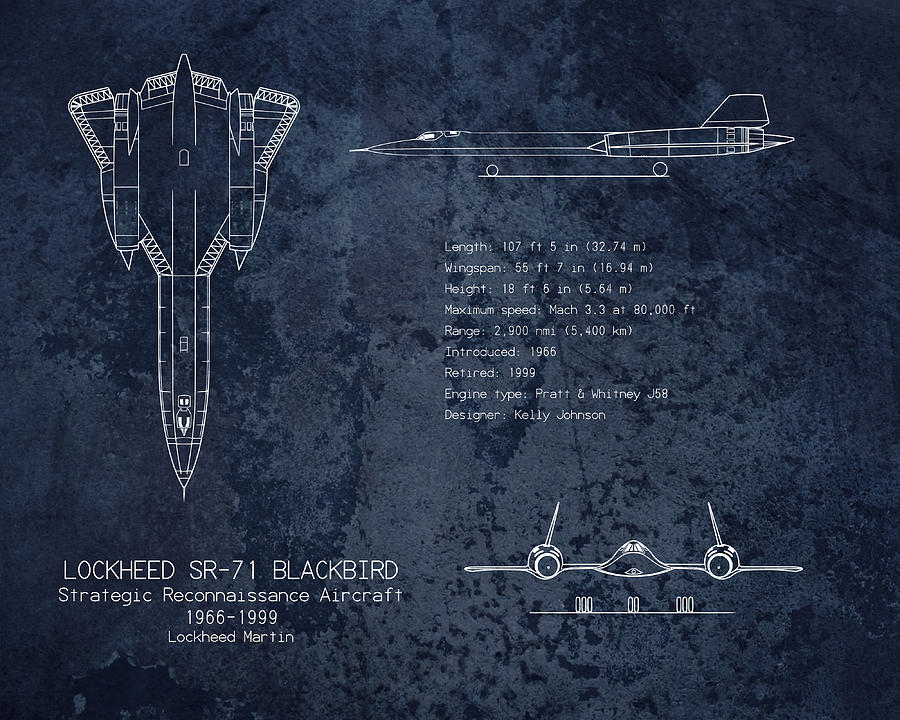 Length: 107 ft 5 in (32.74 m)
Wingspan: 55 ft 7 in (16.94 m)
Height: 18 ft 6 in (5.64 m)
Maximum speed: Mach 3.3 at 80,000 ft
Range: 2,900 nmi (5,400 km)
Introduced: 1966
Retired: 1999
Engine type: Pratt & Whitney J58
Designer: Kelly Johnson
LOCKHEED SR-71 BLACKBIRD
Strategic Reconnaissance Aircraft
1966-1999
Lockheed Martin